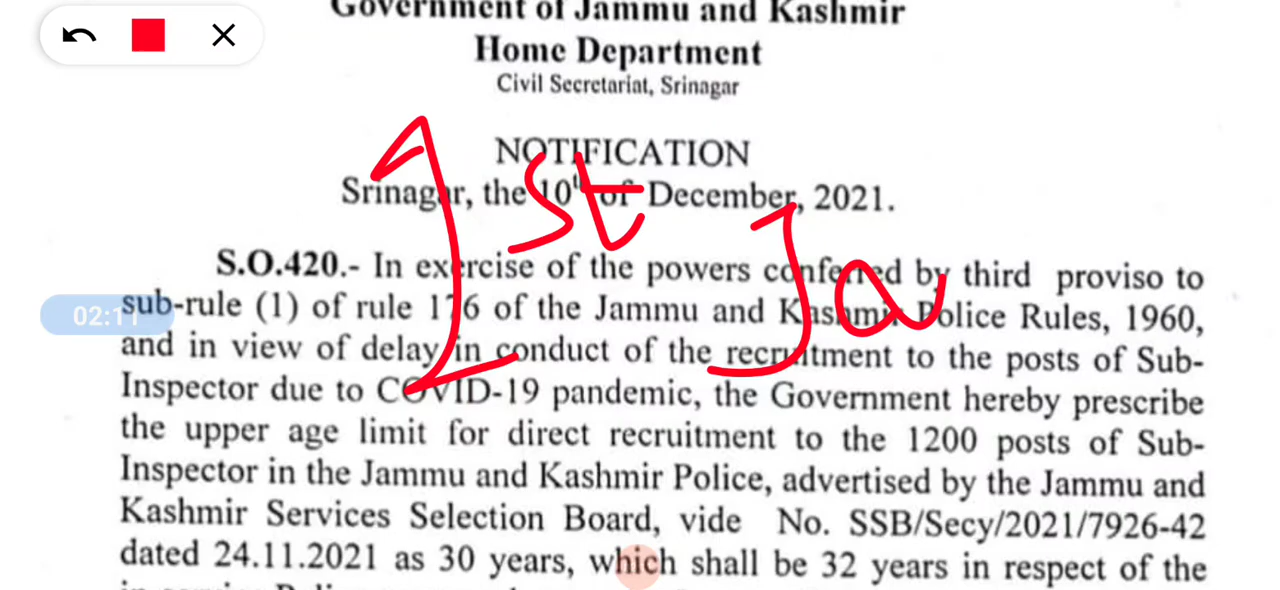 Government of Jammu and Kashmir
Home Department
Civil Secretariat, Srinagar
NOTIFICATION
Srinagar, the 10th of December, 2021.
1st Ja
S.O.420.- In exercise of the powers conferred by third proviso to
02:11
sub-rule (1) of rule 176 of the Jammu and Kashmir Police Rules, 1960,
and in view of delay in conduct of the recruitment to the posts of Sub-
Inspector due to COVID-19 pandemic, the Government hereby prescribe
the upper age limit for direct recruitment to the 1200 posts of Sub-
Inspector in the Jammu and Kashmir Police, advertised by the Jammu and
Kashmir Services Selection Board, vide No. SSB/Secy/2021/7926-42
dated 24.11.2021 as 30 years, which shall be 32 years in respect of the